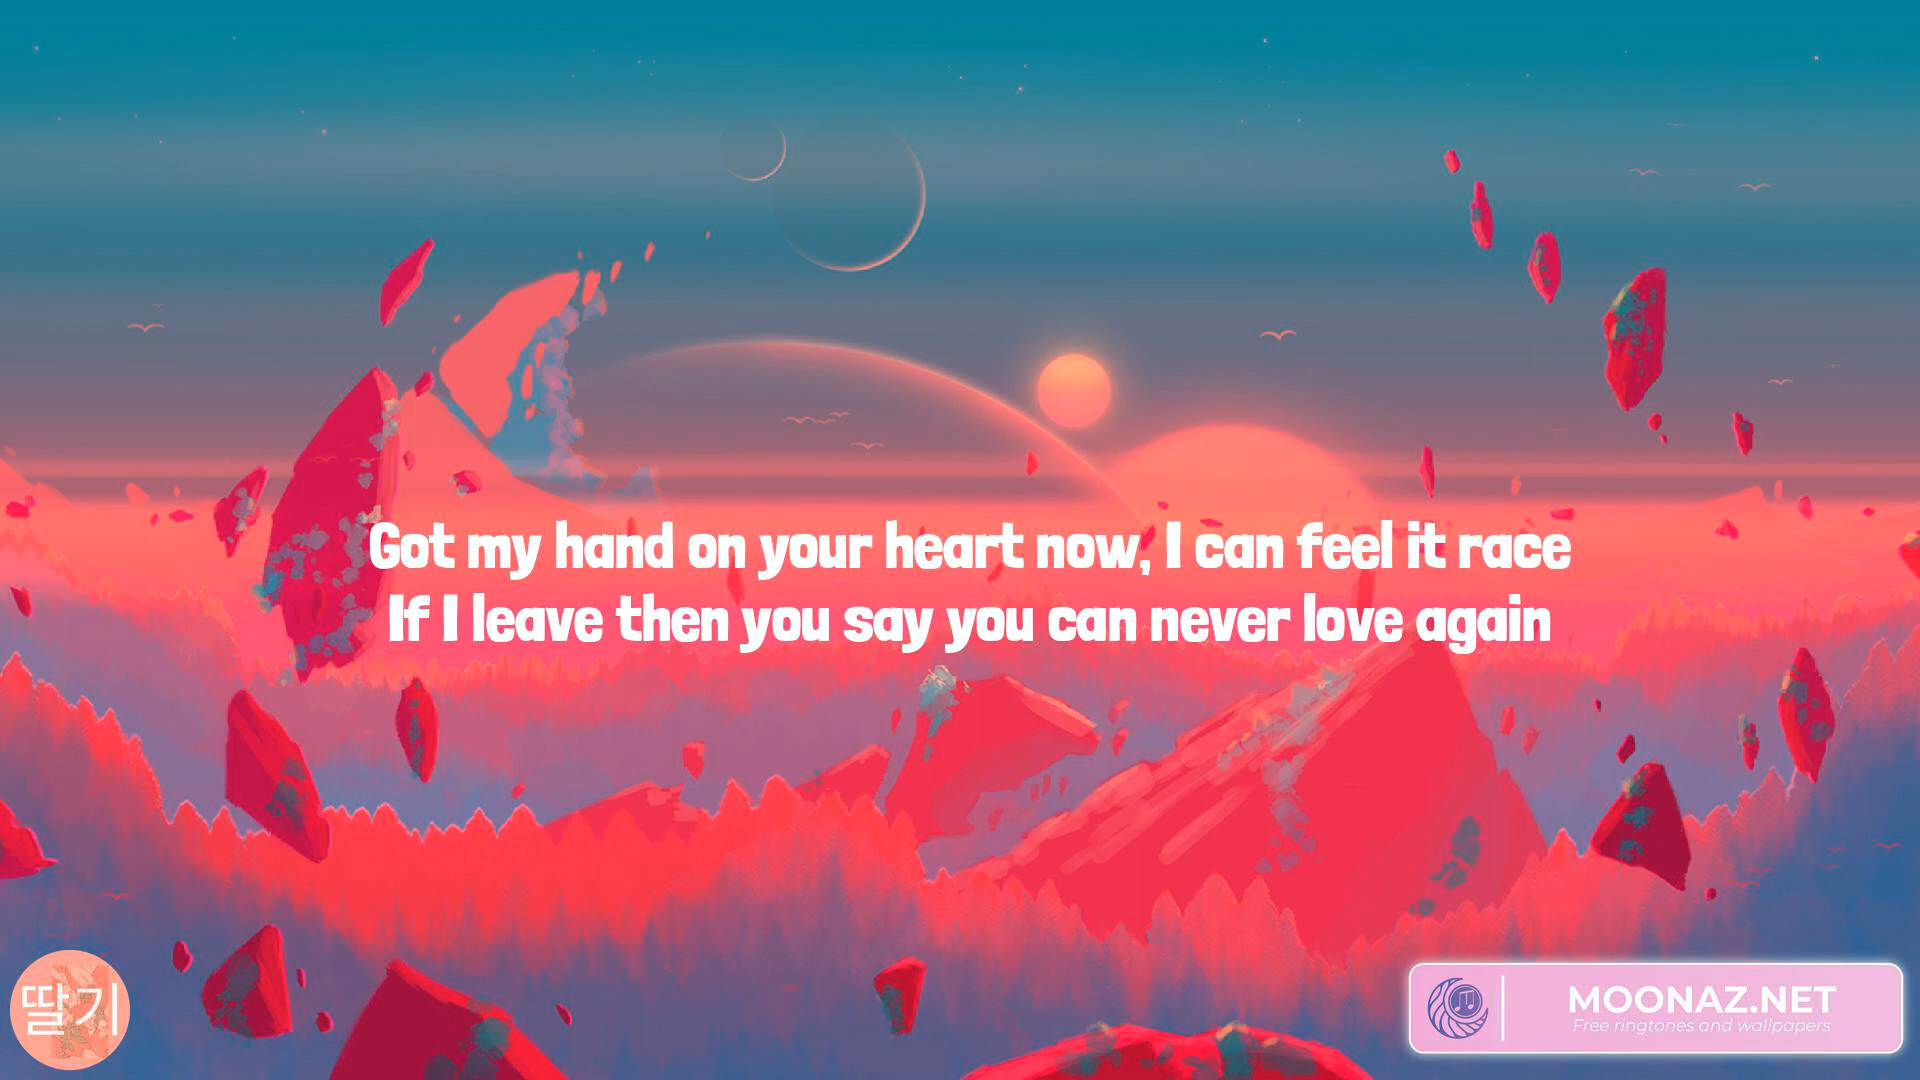 Got my hand on your heart now, I can feel it race
If I leave then you say you can never love again
딸기
MOONAZ.NET
Free ringtones and wallpapers